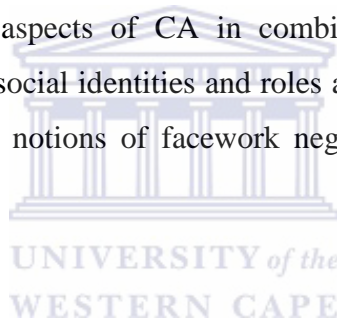 aspects of CA in combi
social identities and roles a
notions of facework neg
UNIVERSITY of the
WESTERN CAPE